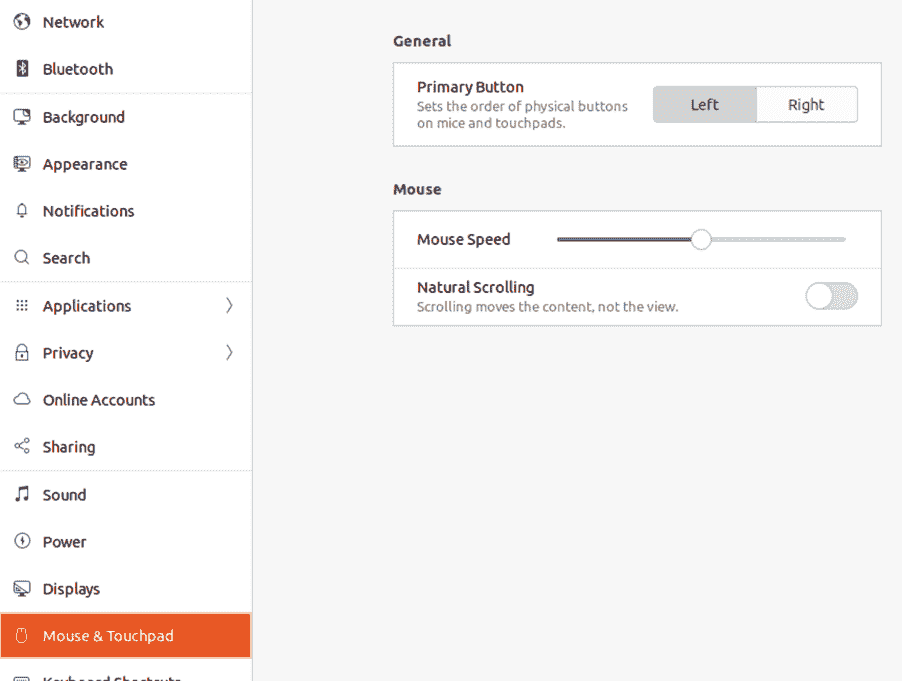 Network
Bluetooth
Background
Appearance
Notifications
Search
Applications
Privacy
Online Accounts
Sharing
Sound
Power
Displays
Mouse & Touchpad
Keyboard Shortcuts
General
Primary Button
Sets the order of physical buttons
on mice and touchpads.
Left
Right
Mouse
Mouse Speed
Natural Scrolling
Scrolling moves the content, not the view.